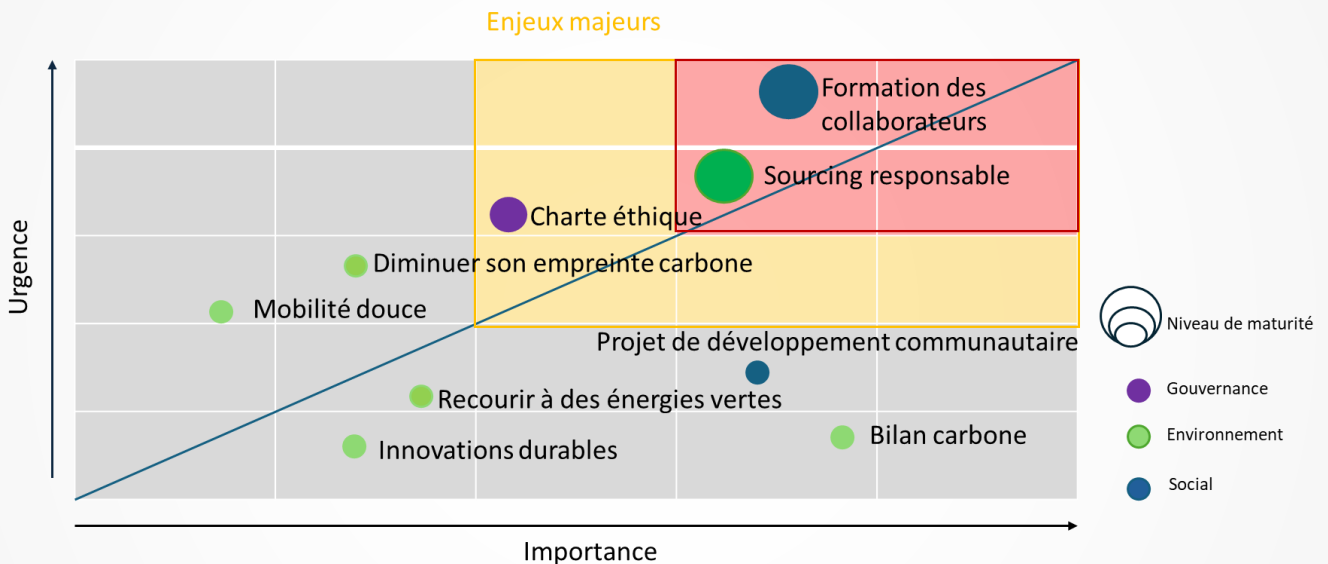 Enjeux majeurs
Urgence
Formation des
collaborateurs
Sourcing responsable
Charte éthique
Diminuer son empreinte carbone
Mobilité douce
Projet de développement communautaire
Recourir à des énergies vertes
Bilan carbone
Innovations durables
Importance
Niveau de maturité
Gouvernance
Environnement
Social